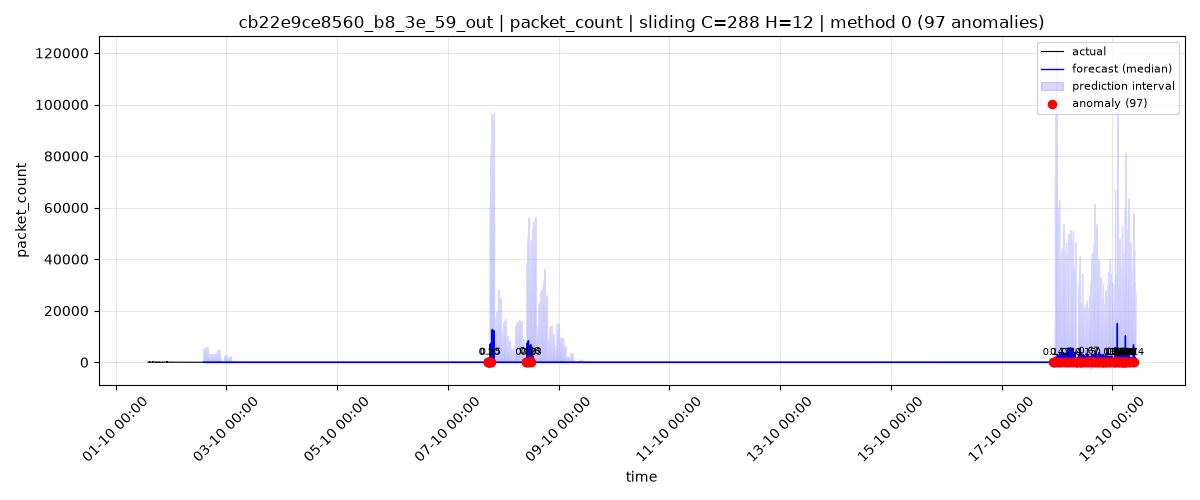 cb22e9ce8560_b8_3e_59_out | packet_count | sliding C=288 H=12 | method 0 (97 anomalies)
actual
forecast (median)
prediction interval
anomaly (97)
120000
100000
80000
60000
40000
20000
0
packet_count
01-10 00:00
03-10 00:00
05-10 00:00
07-10 00:00
09-10 00:00
11-10 00:00
13-10 00:00
15-10 00:00
17-10 00:00
19-10 00:00
time